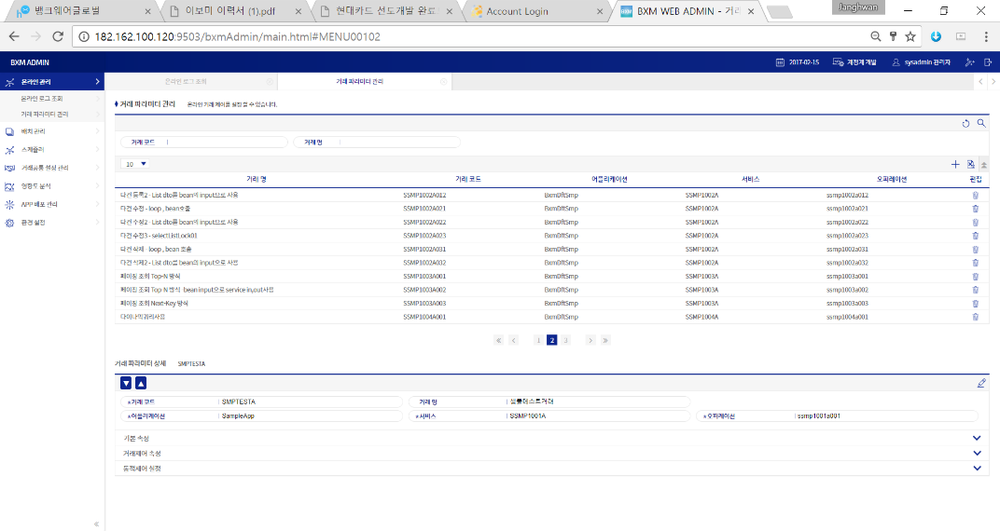 뱅크웨어글로벌
이보미 이력서 (1).pdf
현대카드 선도개발 완료
Account Login
BXM WEB ADMIN - 거래
Janghwan
182.162.100.120:9503/bxmAdmin/main.html#MENU00102
BXM ADMIN
2017-02-15
계정계 개발
sysadmin 관리자
온라인 관리
온라인 로그 조회
거래 파라미터 관리
배치 관리
스케줄러
거래공통 설정 관리
영향도 분석
APP 배포 관리
환경 설정
온라인 로그 조회
거래 파라미터 관리
거래 파라미터 관리 온라인 거래 제어를 설정 할 수 있습니다.
거래 코드 거래 명
10
거래 명 거래 코드 어플리케이션 서비스 오퍼레이션 편집
다건 등록2 - List dto를 bean의 input으로 사용 SSMP1002A012 BxmDftSmp SSMP1002A ssmp1002a012
다건 수정 - loop , bean호출 SSMP1002A021 BxmDftSmp SSMP1002A ssmp1002a021
다건 수정2 - List dto를 bean의 input으로 사용 SSMP1002A022 BxmDftSmp SSMP1002A ssmp1002a022
다건 수정3 - selectListLock01 SSMP1002A023 BxmDftSmp SSMP1002A ssmp1002a023
다건 삭제 - loop , bean 호출 SSMP1002A031 BxmDftSmp SSMP1002A ssmp1002a031
다건 삭제2 - List dto를 bean의 input으로 사용 SSMP1002A032 BxmDftSmp SSMP1002A ssmp1002a032
페이징 조회 Top-N 방식 SSMP1003A001 BxmDftSmp SSMP1003A ssmp1003a001
페이징 조회 Top-N 방식- bean input으로 service in,out사용 SSMP1003A002 BxmDftSmp SSMP1003A ssmp1003a002
페이징 조회 Next-Key 방식 SSMP1003A003 BxmDftSmp SSMP1003A ssmp1003a003
다이나믹쿼리사용 SSMP1004A001 BxmDftSmp SSMP1004A ssmp1004a001
1 2 3
거래 파라미터 상세 SMPTESTA
*거래 코드 SMPTESTA 거래 명 샘플테스트거래
*어플리케이션 SampleApp *서비스 SSMP1001A *오퍼레이션 ssmp1001a001
기본 속성
거래제어 속성
동적제어 설정